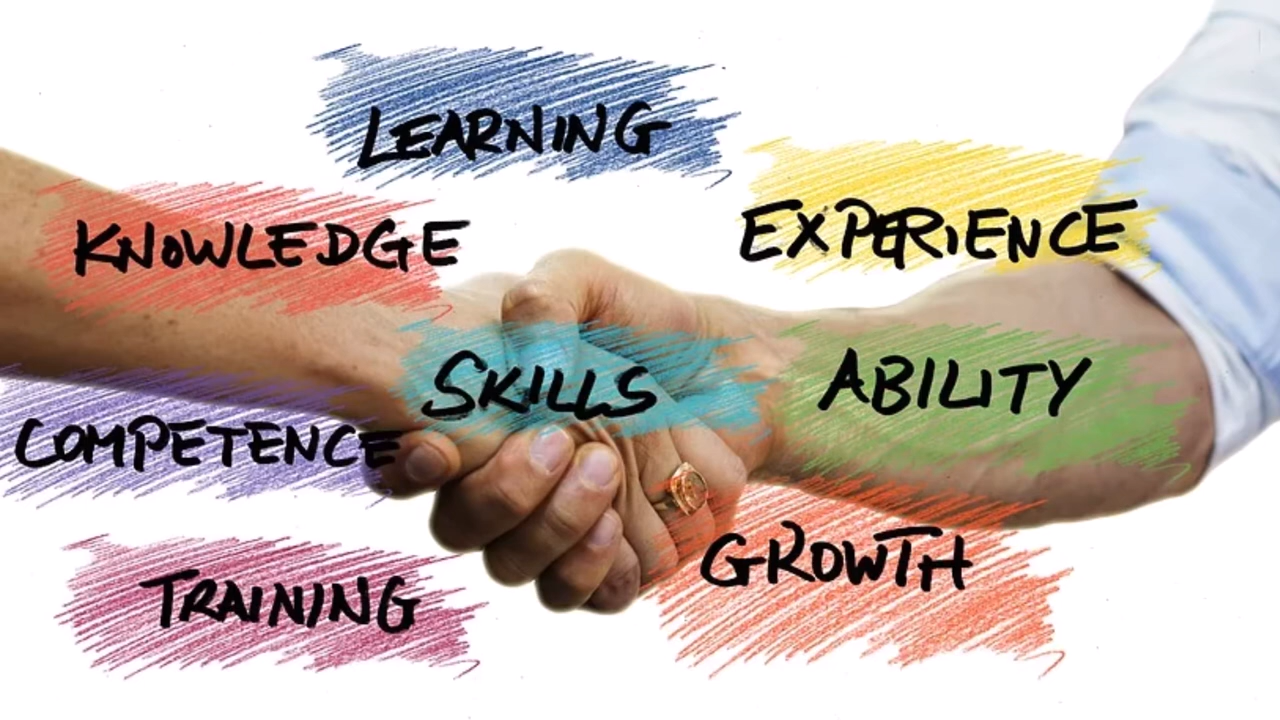 LEARNING
KNOWLEDGE
EXPERIENCE
SKILLS
ABILITY
COMPETENCE
GROWTH
TRAINING